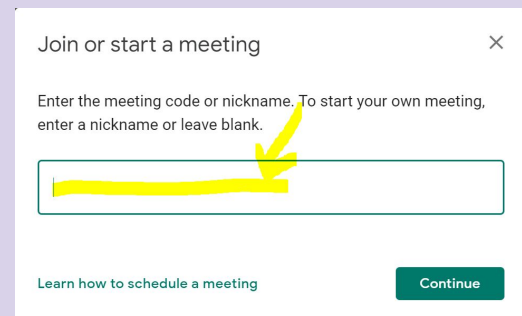 Join or start a meeting
Enter the meeting code or nickname. To start your own meeting,
enter a nickname or leave blank.
Learn how to schedule a meeting
Continue